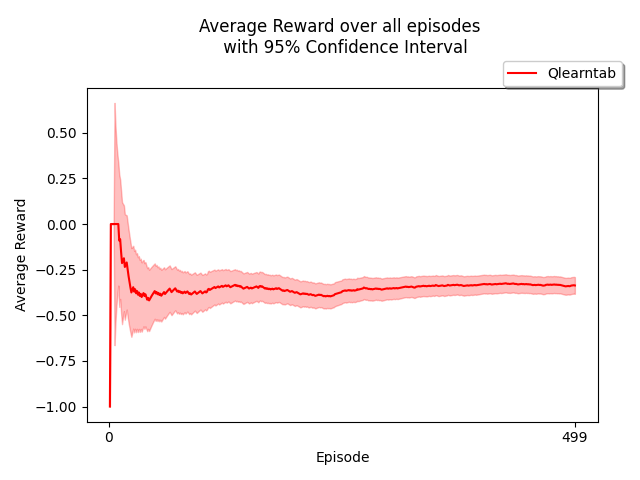 Average Reward over all episodes
with 95% Confidence Interval
Qlearntab
0.50
0.25
0.00
−0.25
−0.50
−0.75
−1.00
Average Reward
0
499
Episode